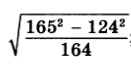 √((165² − 124²)/164);